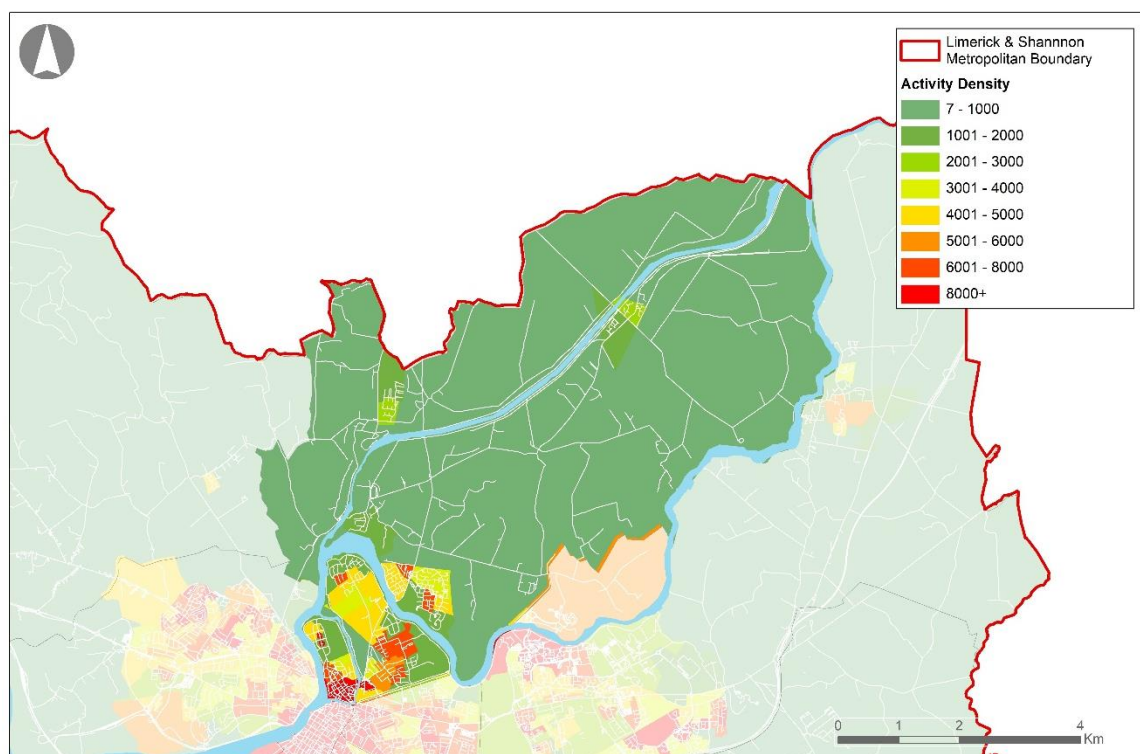 Limerick & Shannnon
Metropolitan Boundary
Activity Density
7 - 1000
1001 - 2000
2001 - 3000
3001 - 4000
4001 - 5000
5001 - 6000
6001 - 8000
8000+
0 1 2 4
Km